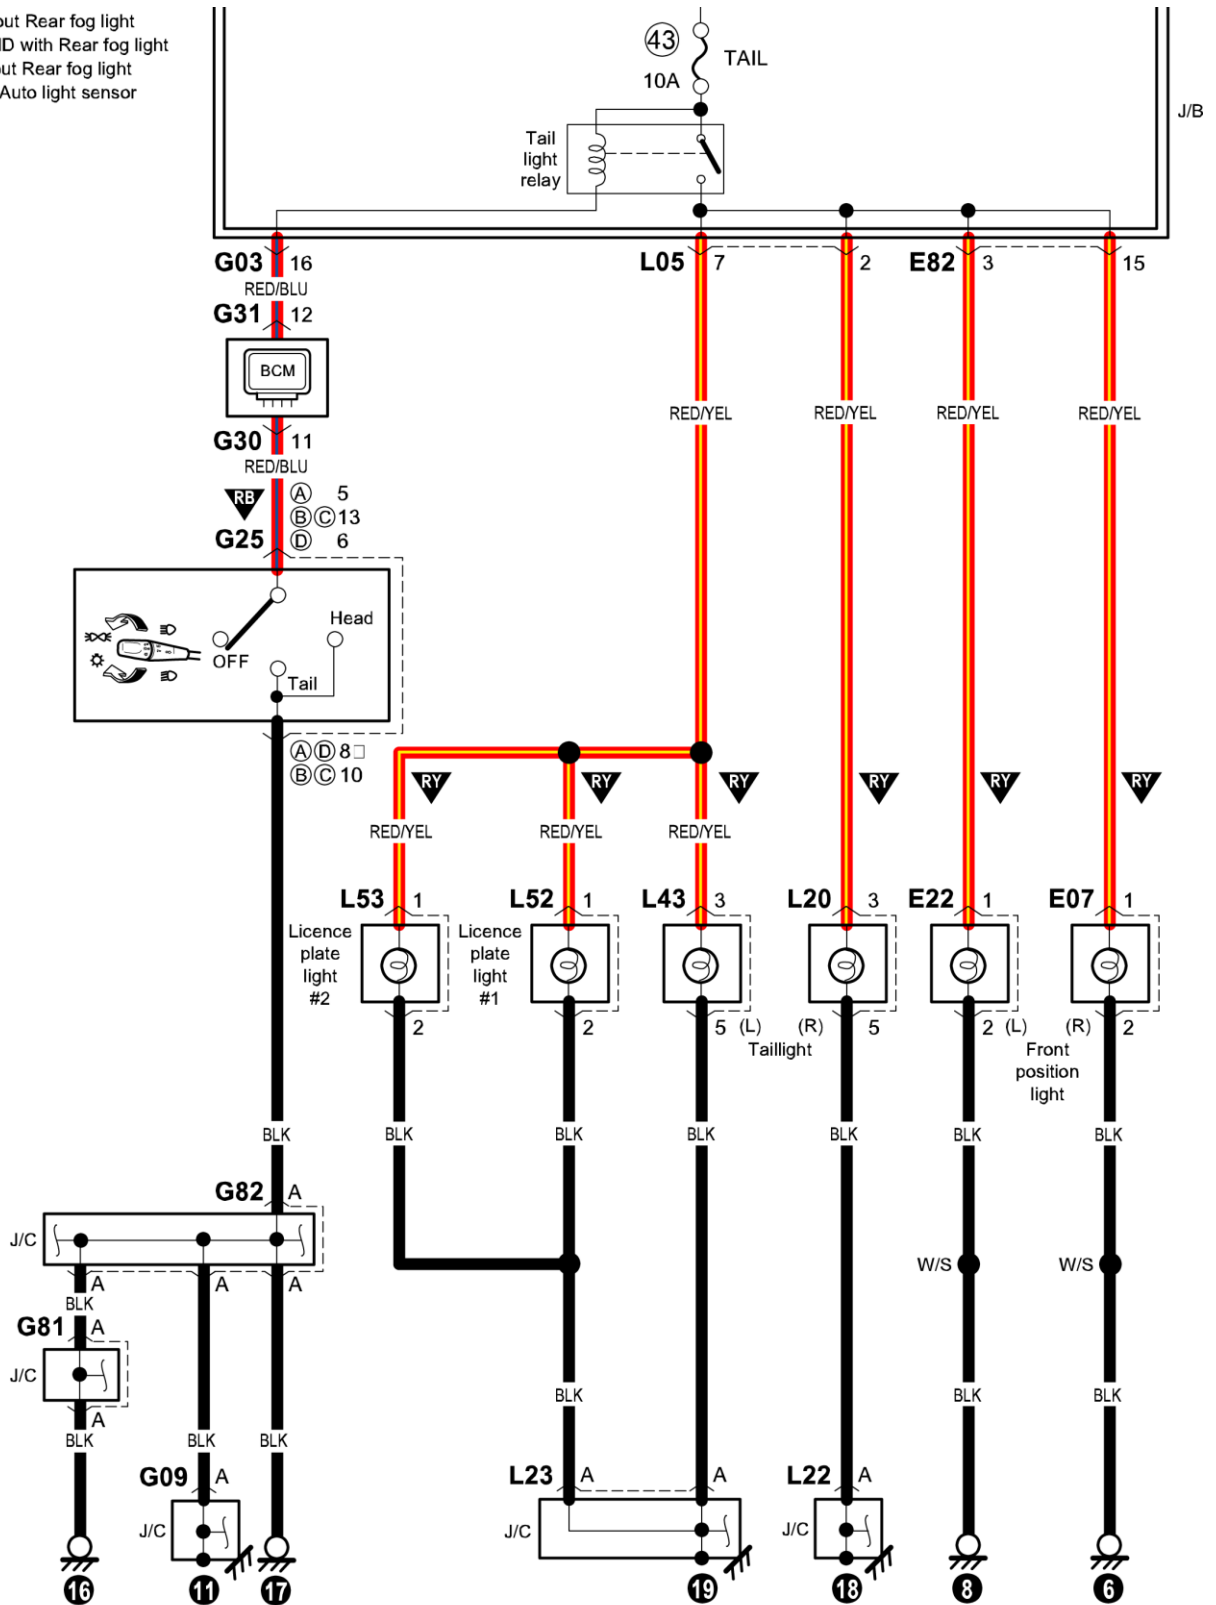 out Rear fog light
ID with Rear fog light
out Rear fog light
Auto light sensor
43
10A
TAIL
J/B
Tail
light
relay
G03 16
RED/BLU
G31 12
BCM
G30 11
RED/BLU
RB
A 5
B C 13
G25 D 6
L05 7
2
E82 3
15
RED/YEL
RED/YEL
RED/YEL
RED/YEL
Head
OFF
Tail
A D 8
B C 10
RY
RY
RY
RY
RY
RY
RED/YEL
RED/YEL
RED/YEL
L53 1
L52 1
L43 3
L20 3
E22 1
E07 1
Licence
plate
light
#2
Licence
plate
light
#1
2
2
5 (L)
(R) 5
Taillight
2 (L)
(R) 2
Front
position
light
BLK
BLK
BLK
BLK
BLK
BLK
BLK
G82 A
J/C
A
A
A
W/S
W/S
BLK
G81 A
J/C
A
BLK
BLK
BLK
BLK
BLK
BLK
G09 A
L23 A
A
L22 A
J/C
J/C
J/C
16
11
17
19
18
8
6